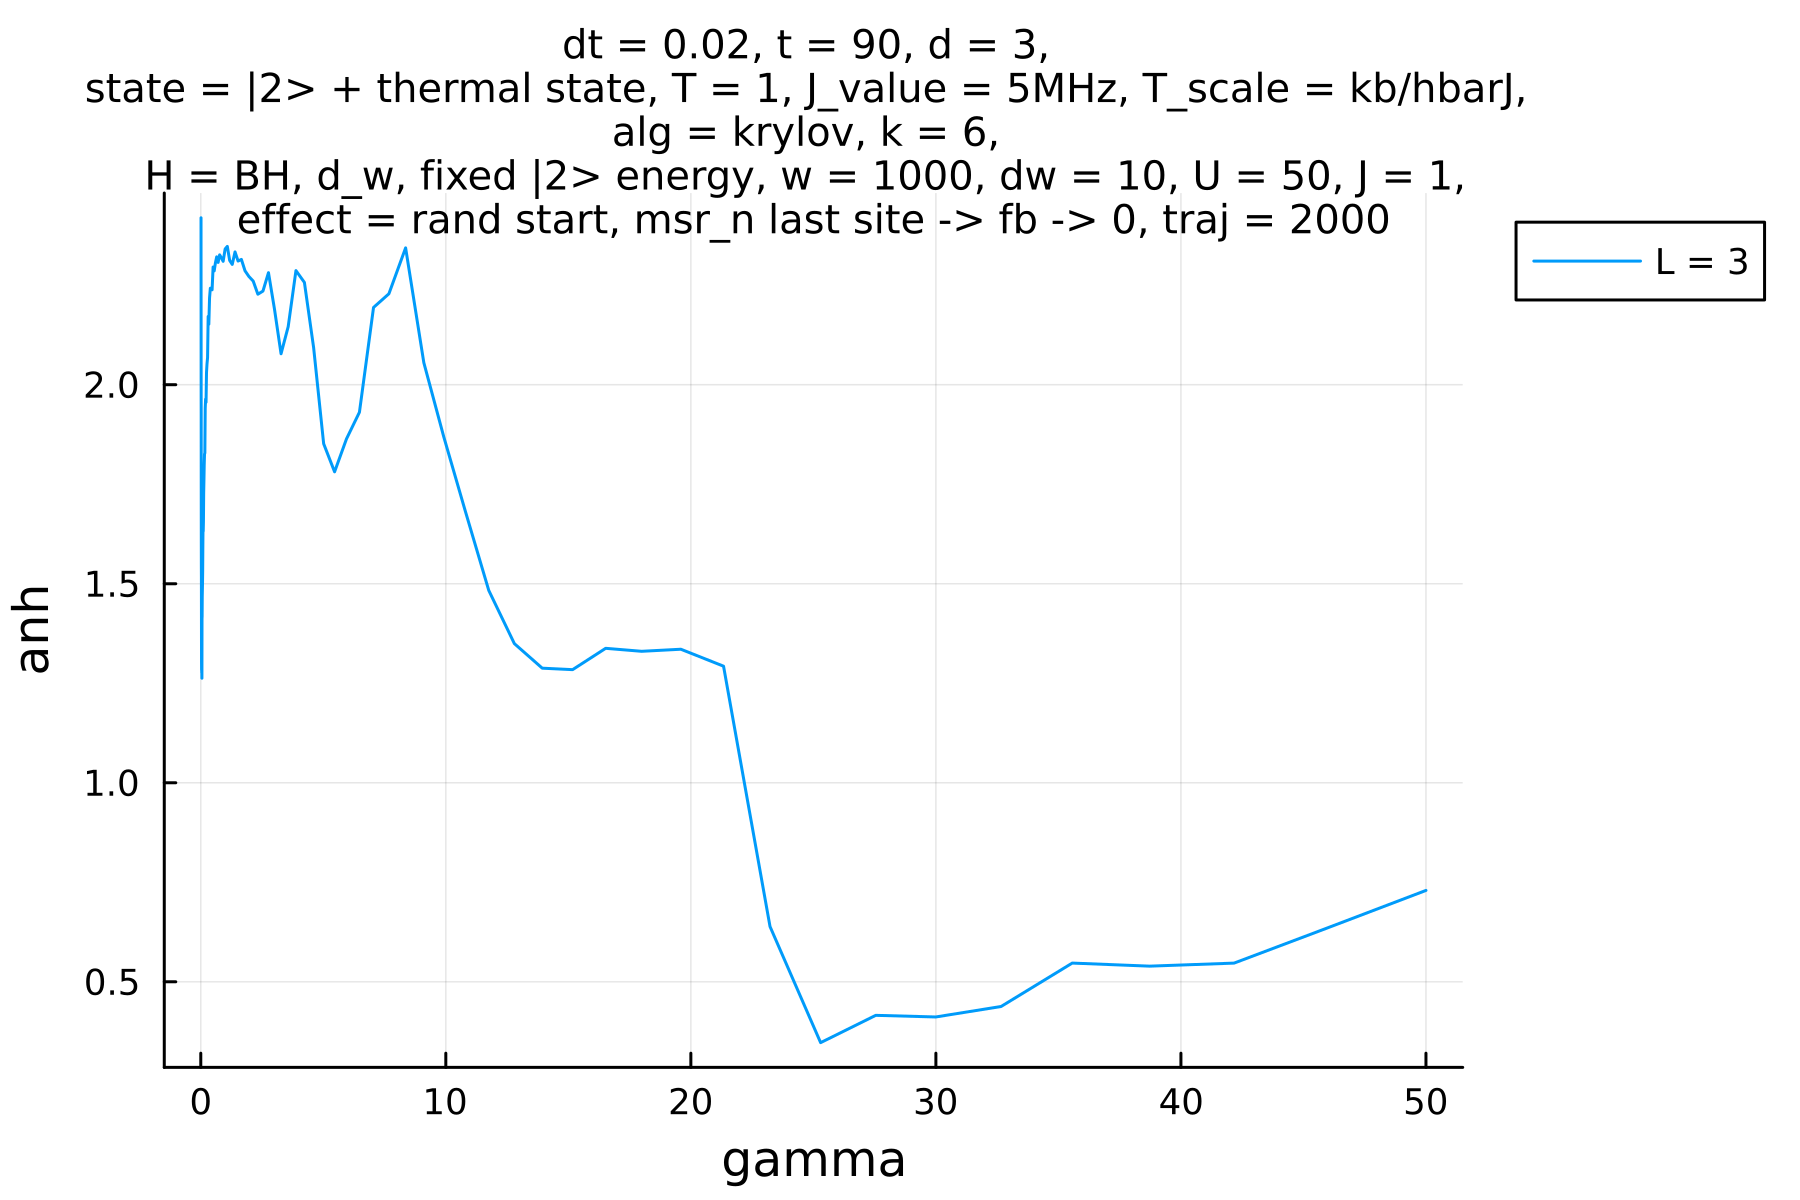 dt = 0.02, t = 90, d = 3,
state = |2> + thermal state, T = 1, J_value = 5MHz, T_scale = kb/hbarJ,
alg = krylov, k = 6,
H = BH, d_w, fixed |2> energy, w = 1000, dw = 10, U = 50, J = 1,
effect = rand start, msr_n last site -> fb -> 0, traj = 2000
L = 3
2.0
1.5
1.0
0.5
anh
0 10 20 30 40 50
gamma